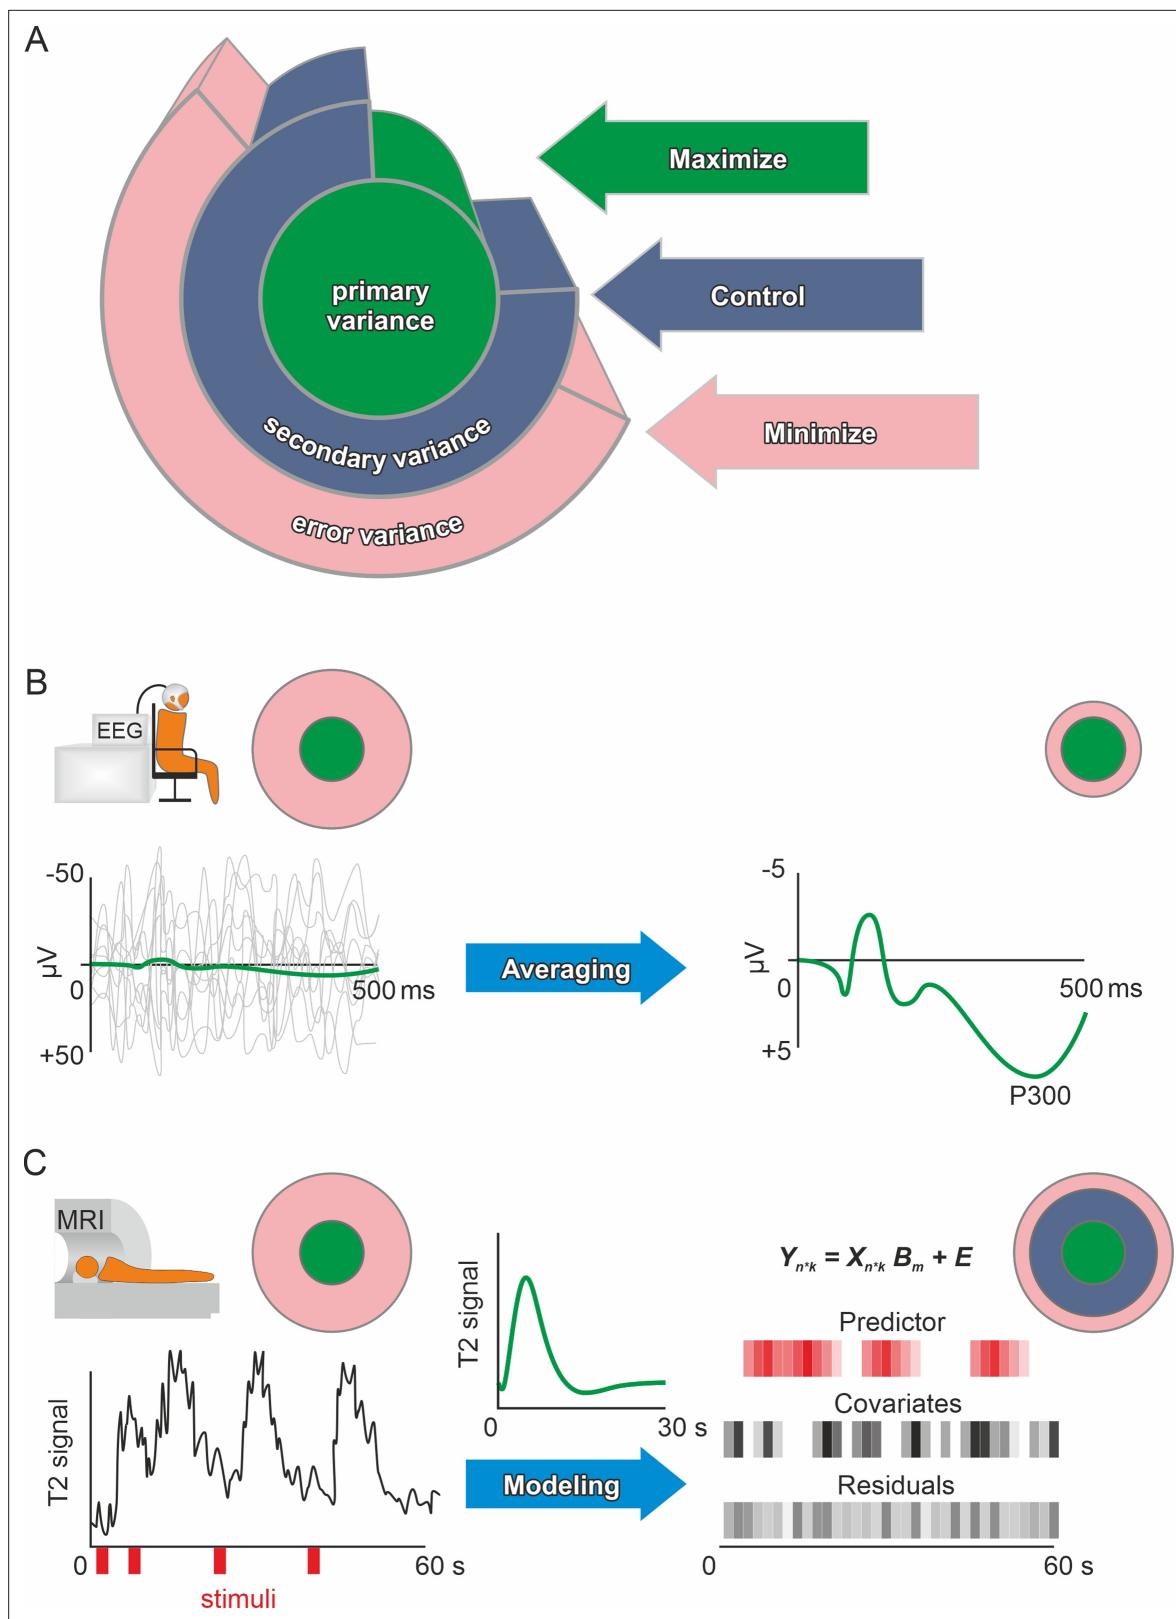 A
Maximize
primary
variance
Control
secondary variance
Minimize
error variance
B
EEG
-50
µV
0
+50
500 ms
Averaging
-5
µV
0
+5
500 ms
P300
C
MRI
T2 signal
0
60 s
stimuli
T2 signal
0
30 s
Modeling
Yn*k = Xn*k Bm + E
Predictor
Covariates
Residuals
0
60 s